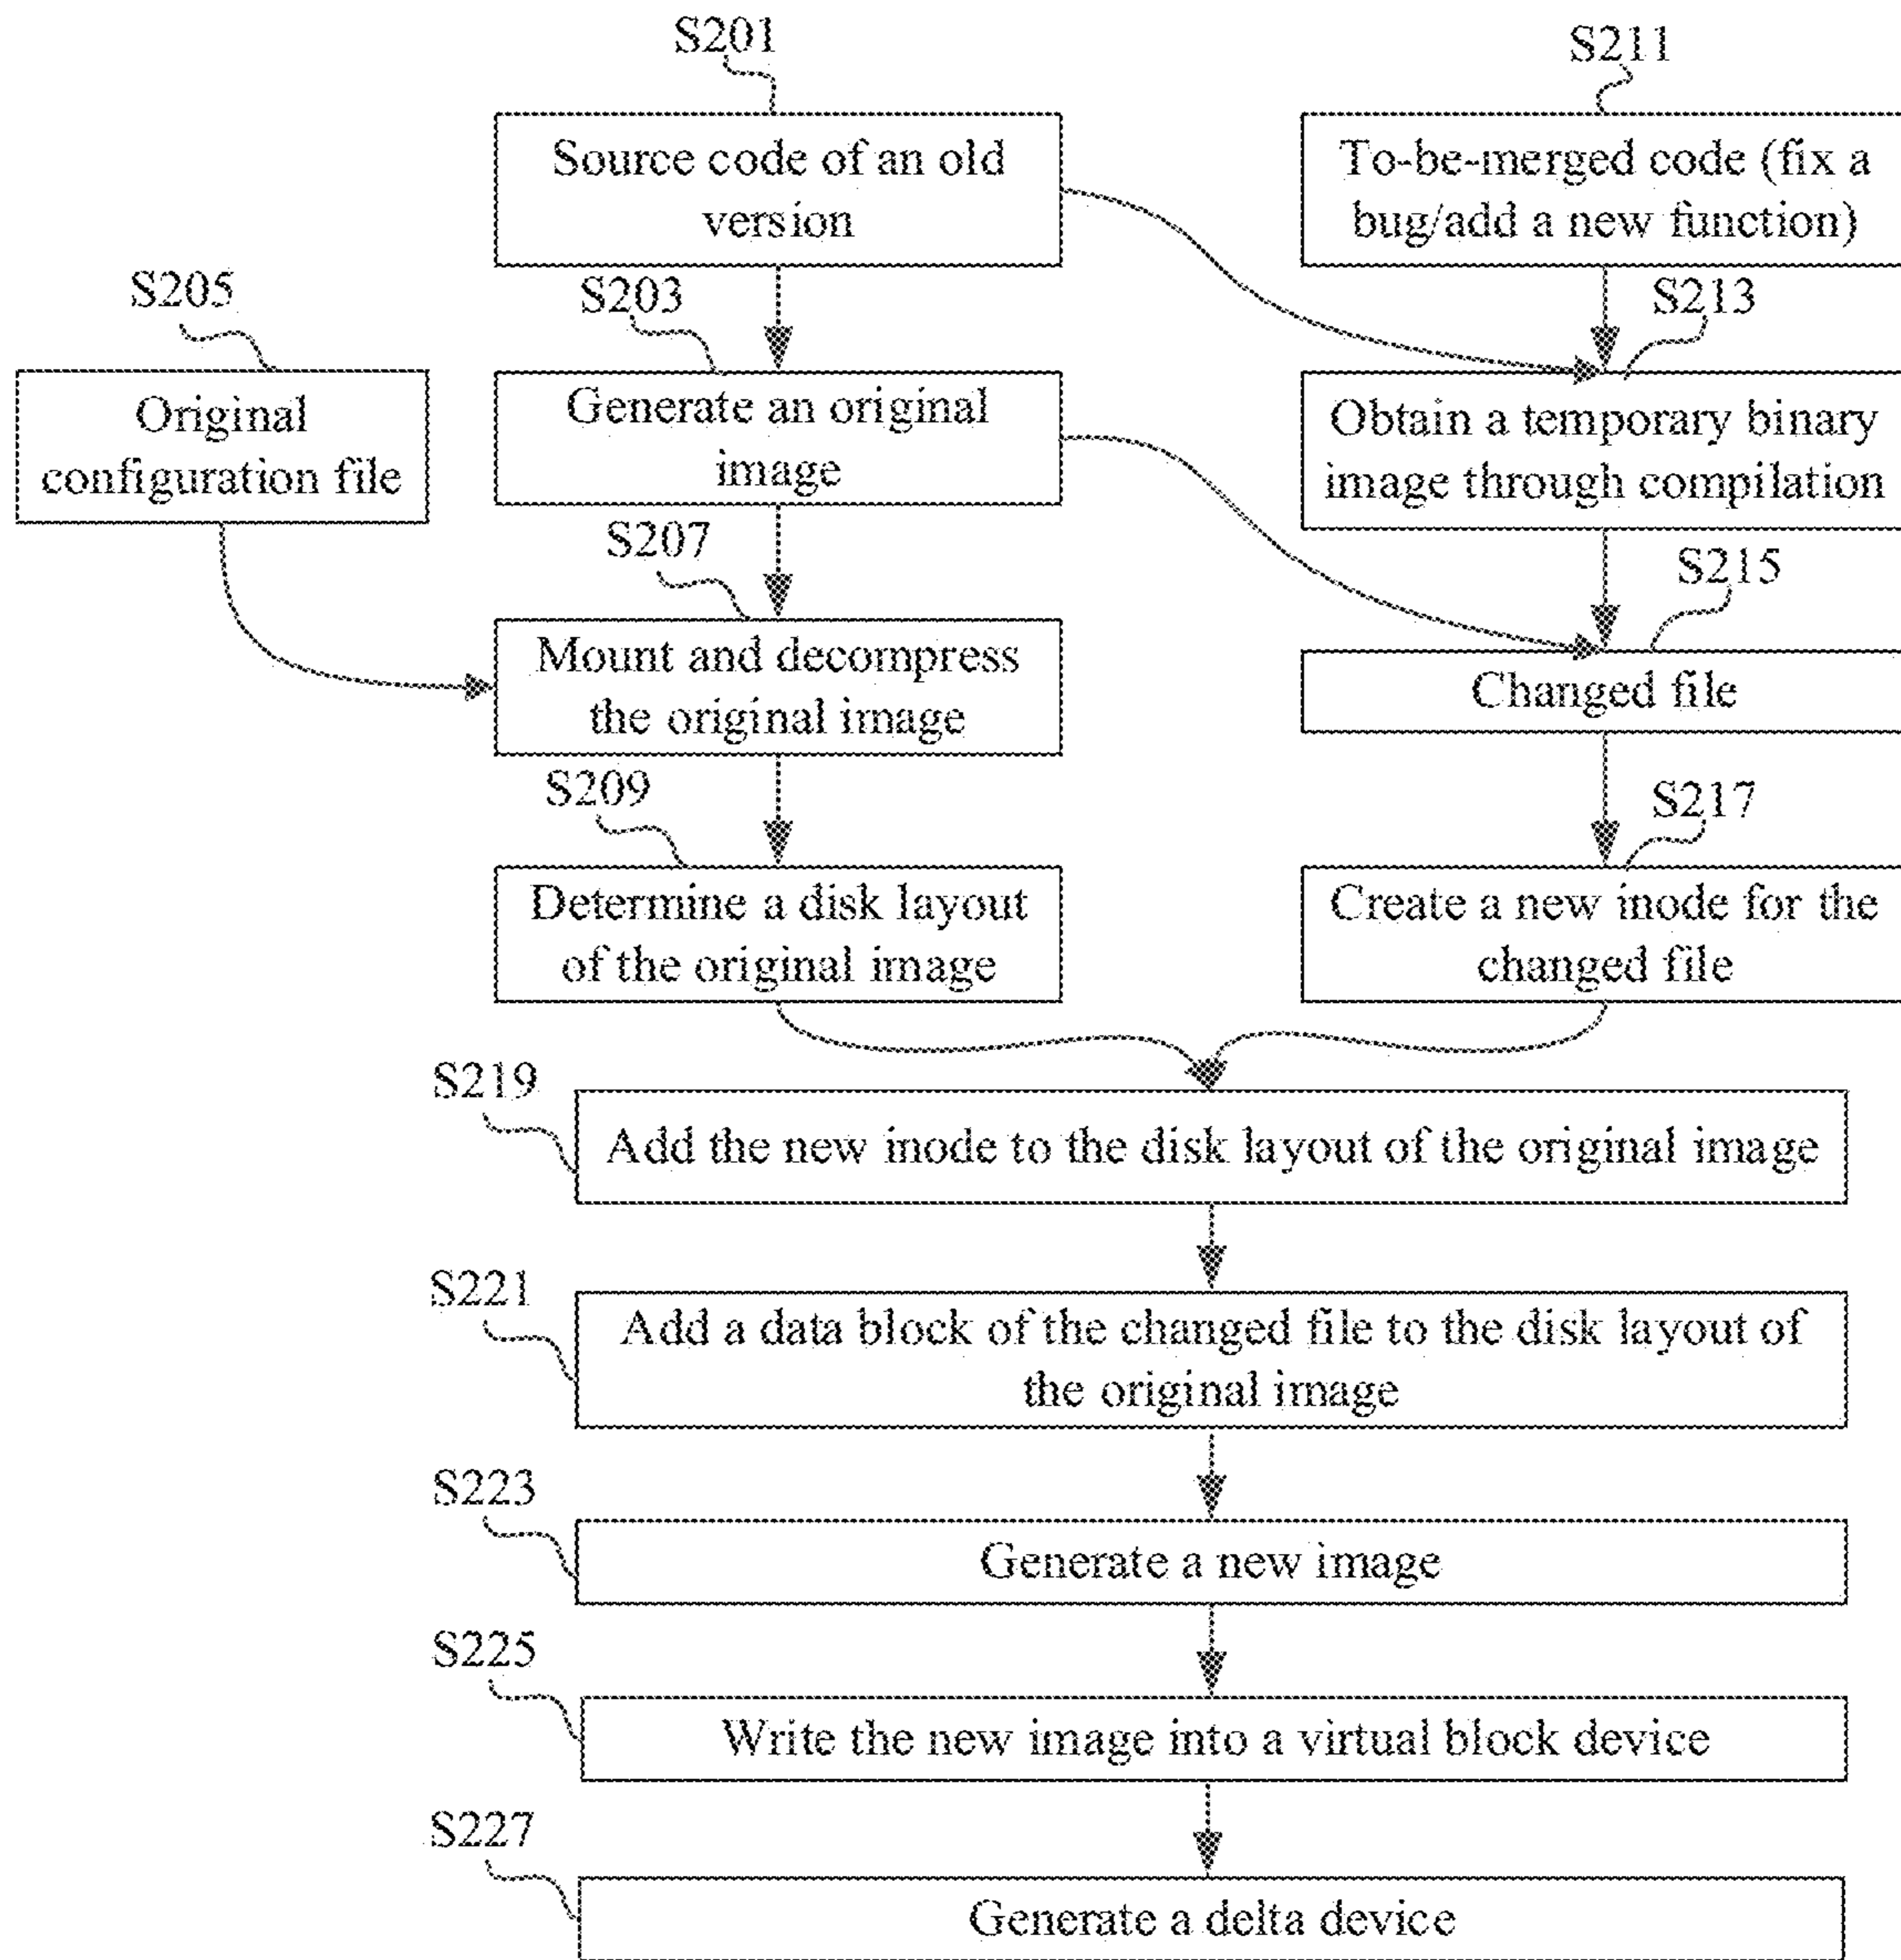 S201
S211
Source code of an old
version
To-be-merged code (fix a
bug/add a new function)
S205
S203
S213
Original
configuration file
Generate an original
image
Obtain a temporary binary
image through compilation
S207
S215
Mount and decompress
the original image
Changed file
S209
S217
Determine a disk layout
of the original image
Create a new inode for the
changed file
S219
Add the new inode to the disk layout of the original image
S221
Add a data block of the changed file to the disk layout of
the original image
S223
Generate a new image
S225
Write the new image into a virtual block device
S227
Generate a delta device